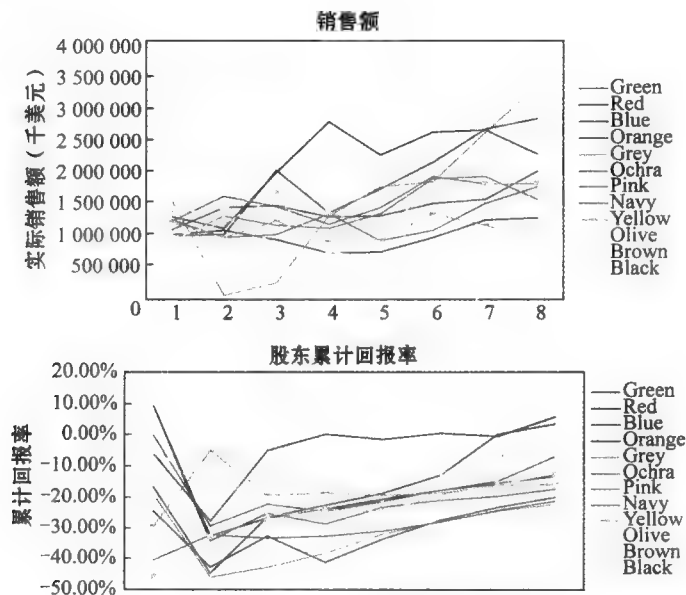 销售额
4 000 000
3 500 000
3 000 000
2 500 000
2 000 000
1 500 000
1 000 000
500 000
0
实际销售额（千美元）
1 2 3 4 5 6 7 8
Green
Red
Blue
Orange
Grey
Ochra
Pink
Navy
Yellow
Olive
Brown
Black
股东累计回报率
20.00%
10.00%
0.00%
-10.00%
-20.00%
-30.00%
-40.00%
-50.00%
累计回报率
Green
Red
Blue
Orange
Grey
Ochra
Pink
Navy
Yellow
Olive
Brown
Black